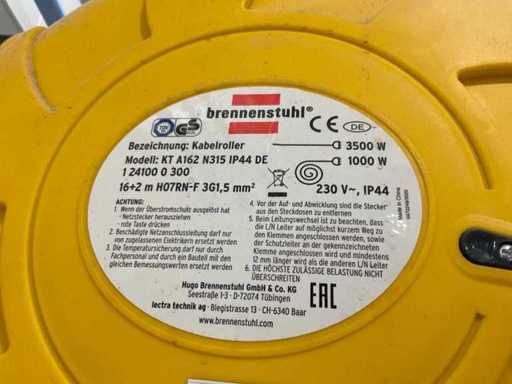 brennenstuhl®
CE
DE
Bezeichnung: Kabelroller
3500 W
Modell: KT A162 N315 IP44 DE
1000 W
1 24100 0 300
16+2 m H07RN-F 3G1,5 mm²
230 V~, IP44
ACHTUNG:
1. Wenn der Überstromschutz ausgelöst hat
- Netzstecker herausziehen
- rote Taste drücken
2. Beschädigte Netzanschlussleitung darf nur
von zugelassenen Elektrikern ersetzt werden
3. Die Temperatursicherung darf nur durch
Fachpersonal und durch ein Bauteil mit den
gleichen Bemessungswerten ersetzt werden.
4. Vor der Auf- und Abwicklung sind die Stecker
aus den Steckdosen zu entfernen
5. Beim Leitungswechsel ist zu beachten, dass
die L/N Leiter auf möglichst kurzem Weg zu
den Klemmen angeschlossen werden, sowie
der Schutzleiter an der gekennzeichneten
Klemmen angeschlossen wird und mindestens
12 mm länger wird als die anderen L/N Leiter
6. DIE HÖCHSTE ZULÄSSIGE BELASTUNG NICHT
ÜBERSCHREITEN
Made in China
Hugo Brennenstuhl GmbH & Co. KG
Seestraße 1-3 · D-72074 Tübingen
lectra technik ag · Blegistrasse 13 · CH-6340 Baar
www.brennenstuhl.com
EAC